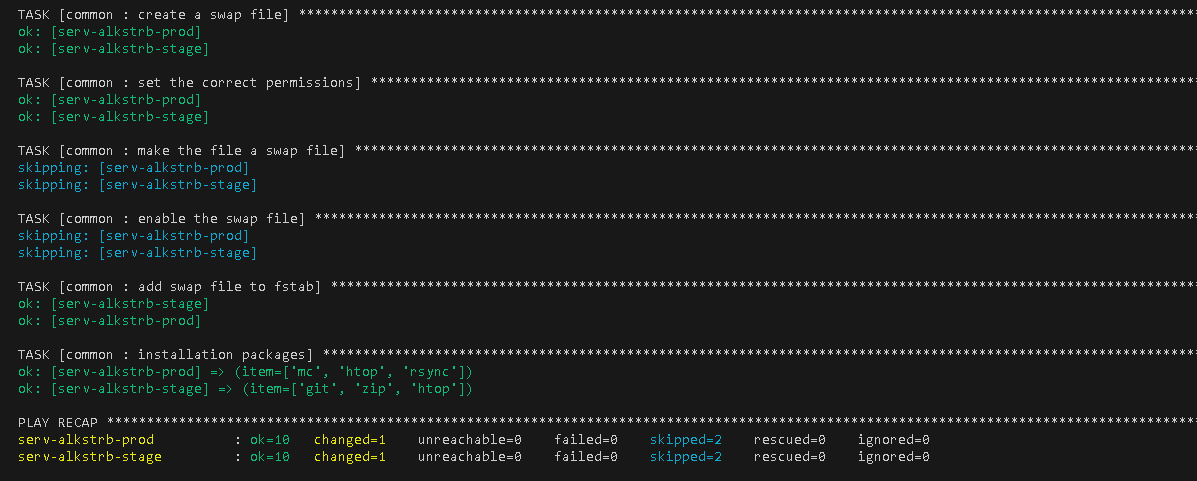 TASK [common : create a swap file] ****************************************************************************************************************
ok: [serv-alkstrb-prod]
ok: [serv-alkstrb-stage]
TASK [common : set the correct permissions] *******************************************************************************************************
ok: [serv-alkstrb-prod]
ok: [serv-alkstrb-stage]
TASK [common : make the file a swap file] *********************************************************************************************************
skipping: [serv-alkstrb-prod]
skipping: [serv-alkstrb-stage]
TASK [common : enable the swap file] **************************************************************************************************************
skipping: [serv-alkstrb-prod]
skipping: [serv-alkstrb-stage]
TASK [common : add swap file to fstab] ************************************************************************************************************
ok: [serv-alkstrb-stage]
ok: [serv-alkstrb-prod]
TASK [common : installation packages] *************************************************************************************************************
ok: [serv-alkstrb-prod] => (item=['mc', 'htop', 'rsync'])
ok: [serv-alkstrb-stage] => (item=['git', 'zip', 'htop'])
PLAY RECAP ****************************************************************************************************************************************
serv-alkstrb-prod          : ok=10   changed=1    unreachable=0    failed=0    skipped=2    rescued=0    ignored=0
serv-alkstrb-stage         : ok=10   changed=1    unreachable=0    failed=0    skipped=2    rescued=0    ignored=0